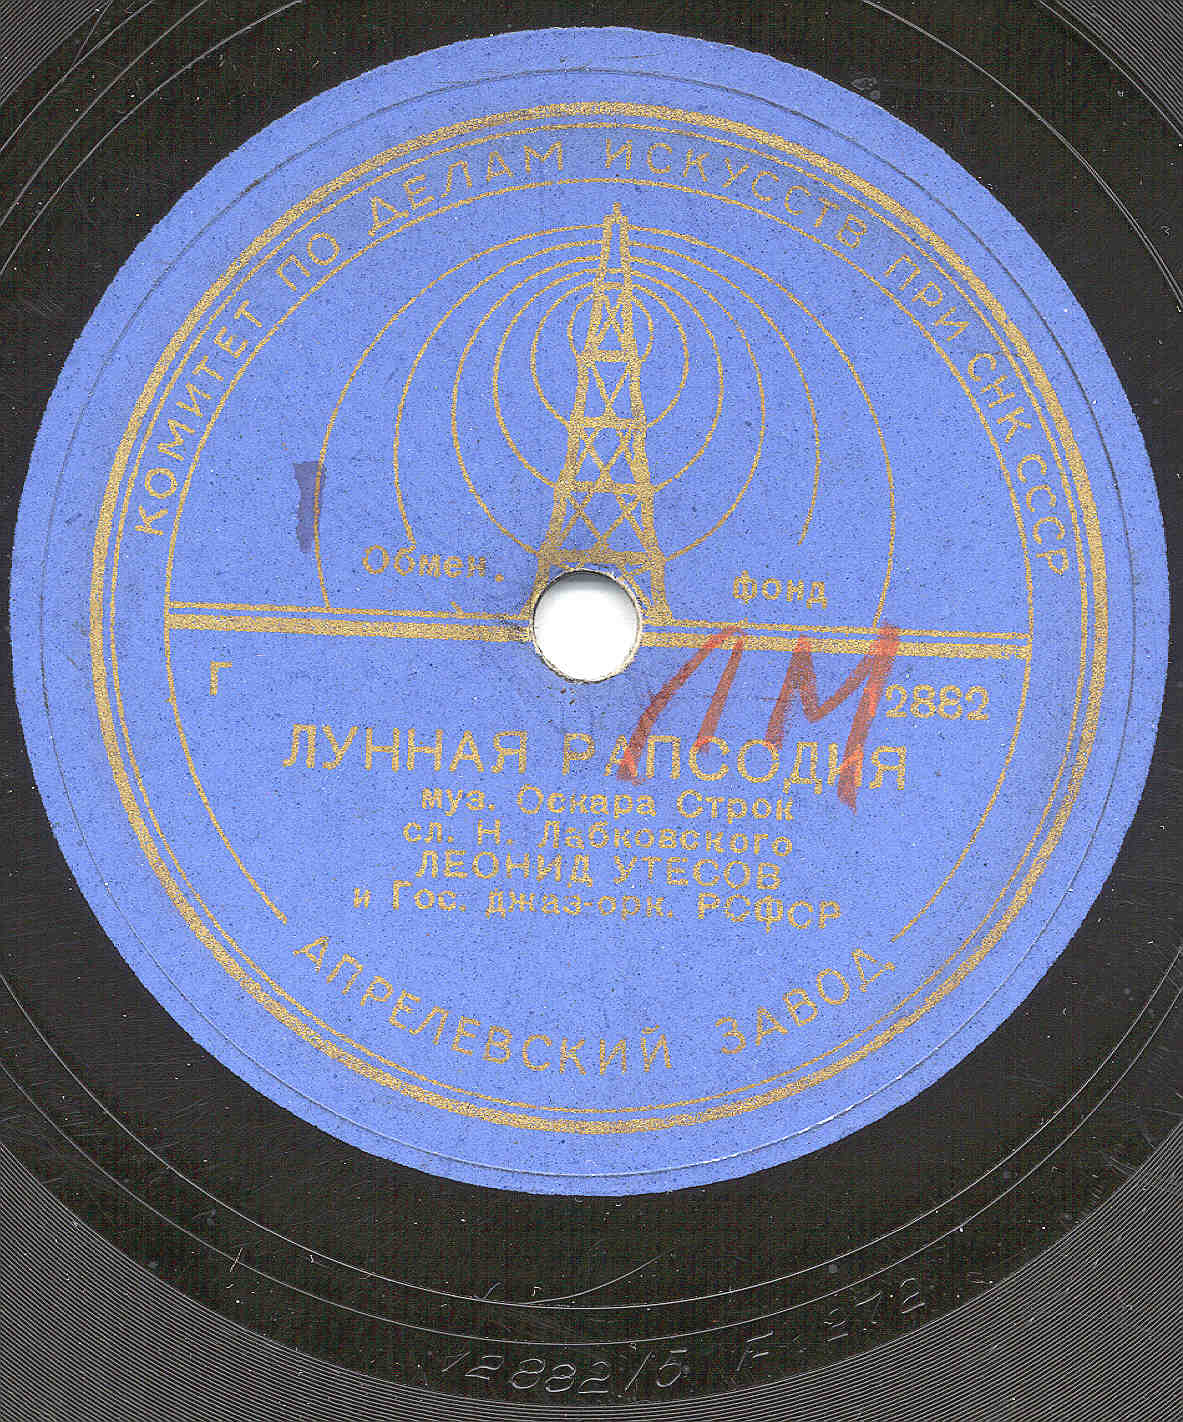 КОМИТЕТ ПО ДЕЛАМ ИСКУССТВ ПРИ СНК СССР
Обмен. фонд
Г 2882
ЛМ
ЛУННАЯ РАПСОДИЯ
муз. Оскара Строк
сл. Н. Лабковского
ЛЕОНИД УТЕСОВ
и Гос. джаз-орк. РСФСР
АПРЕЛЕВСКИЙ ЗАВОД
12882/5 F-272